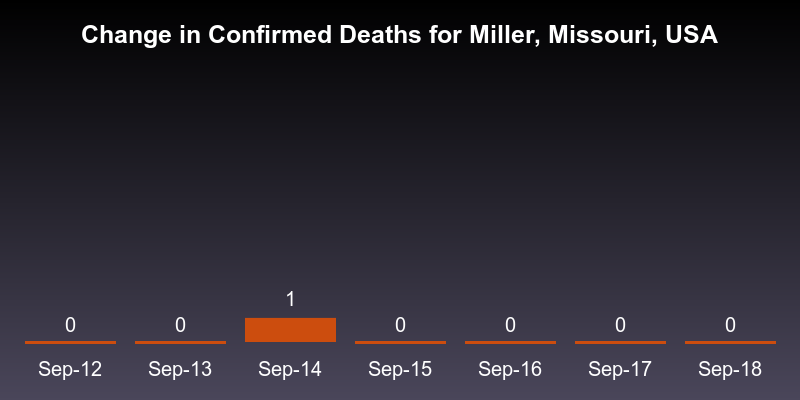 Change in Confirmed Deaths for Miller, Missouri, USA
1
0 0 0 0 0 0
Sep-12 Sep-13 Sep-14 Sep-15 Sep-16 Sep-17 Sep-18